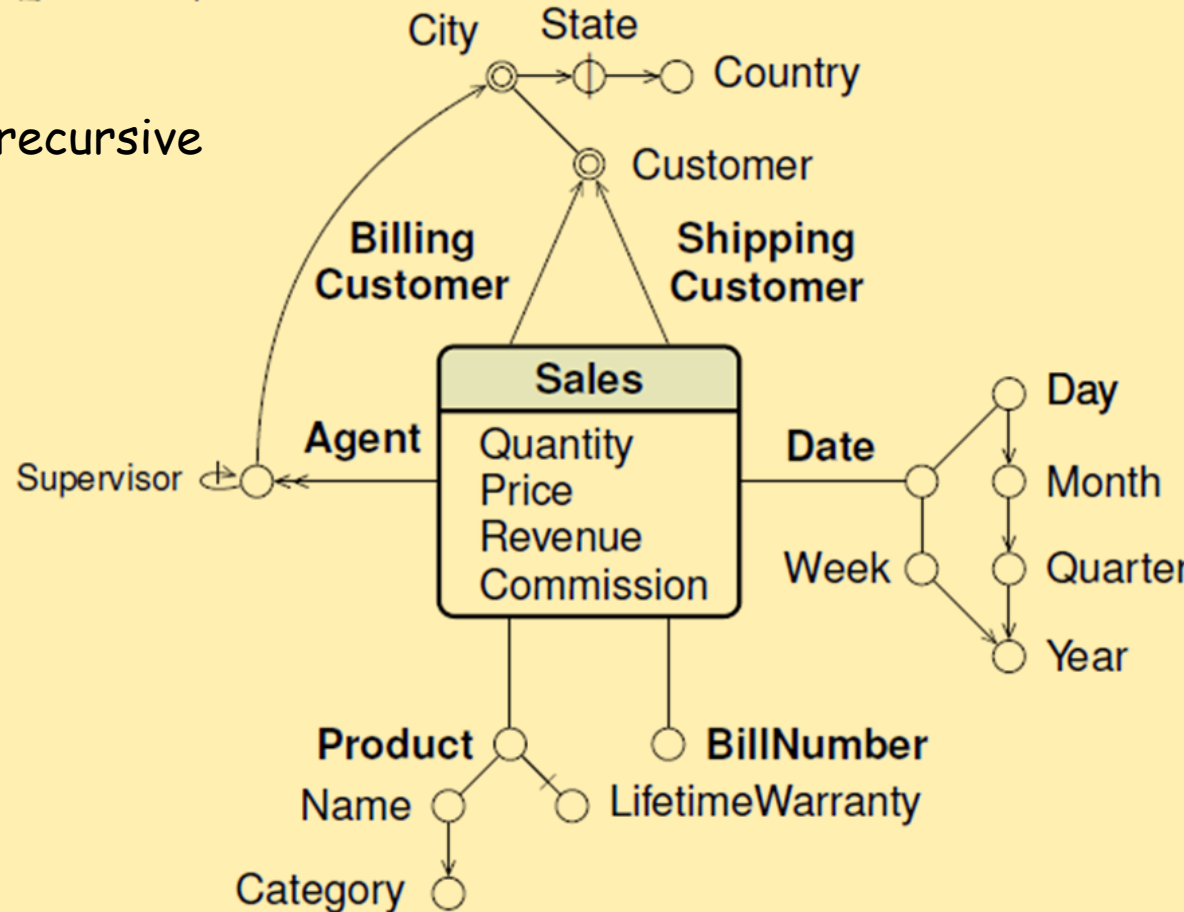 City
State
Country
recursive
Customer
Billing
Customer
Shipping
Customer
Sales
Quantity
Price
Revenue
Commission
Agent
Supervisor
Date
Day
Month
Week
Quarter
Year
Product
BillNumber
Name
LifetimeWarranty
Category